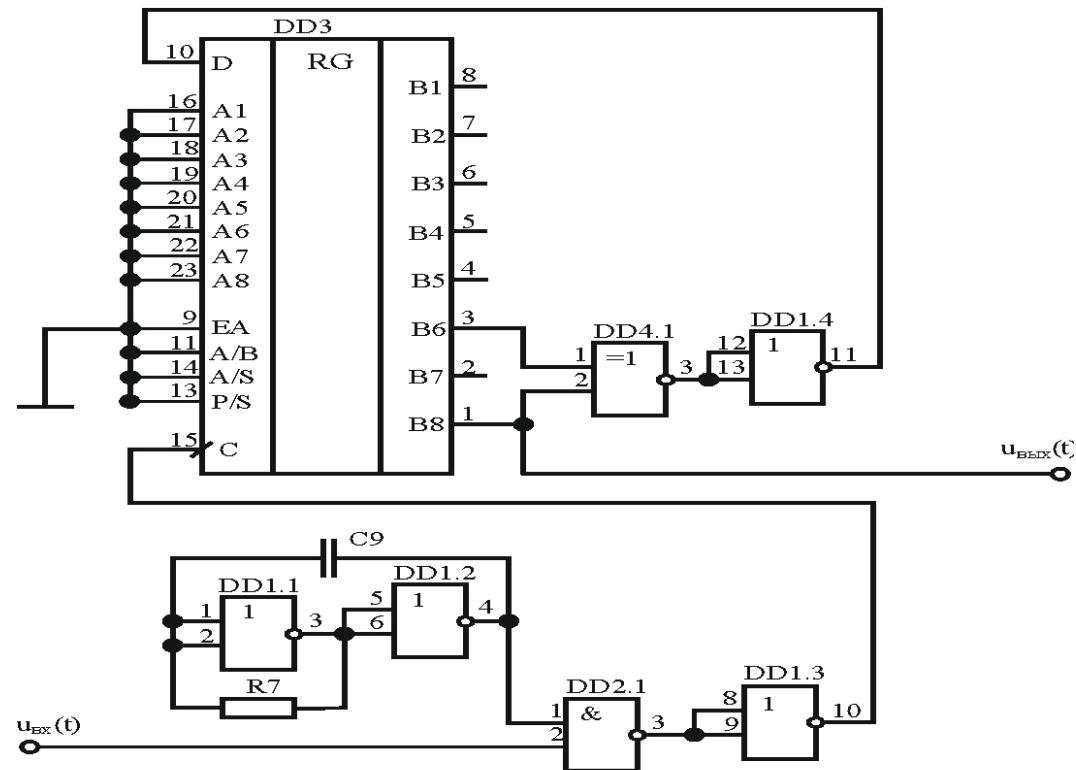 DD3
RG
10 D
16 A1
17 A2
18 A3
19 A4
20 A5
21 A6
22 A7
23 A8
9 EA
11 A/B
14 A/S
13 P/S
15 C
B1 8
B2 7
B3 6
B4 5
B5 4
B6 3
B7 2
B8 1
DD4.1
1 =1
2
3
DD1.4
12 1
13
11
uвых(t)
C9
DD1.1
1 1
2
3
R7
DD1.2
5 1
6
4
DD2.1
1 &
2
3
DD1.3
8 1
9
10
uвх(t)